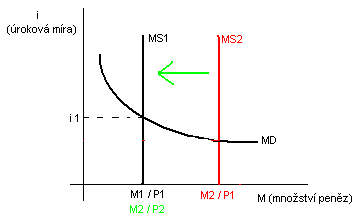 i
(úroková míra)
MS1
MS2
i 1
MD
M1 / P1
M2 / P1
M (množství peněz)
M2 / P2